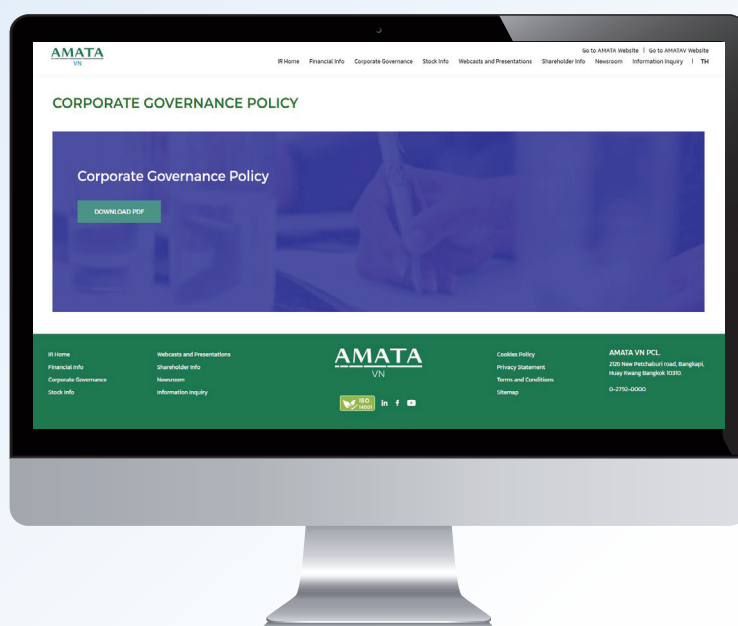 AMATA
VN
Go to AMATA Website | Go to AMATAV Website
IR Home Financial Info Corporate Governance Stock Info Webcasts and Presentations Shareholder Info Newsroom Information Inquiry | TH
CORPORATE GOVERNANCE POLICY
Corporate Governance Policy
DOWNLOAD PDF
IR Home
Financial Info
Corporate Governance
Stock Info
Webcasts and Presentations
Shareholder Info
Newsroom
Information Inquiry
AMATA
VN
ISO
14001
in f
Cookies Policy
Privacy Statement
Terms and Conditions
Sitemap
AMATA VN PCL.
2126 New Petchaburi road, Bangkapi,
Huay Kwang Bangkok 10310.
0-2792-0000